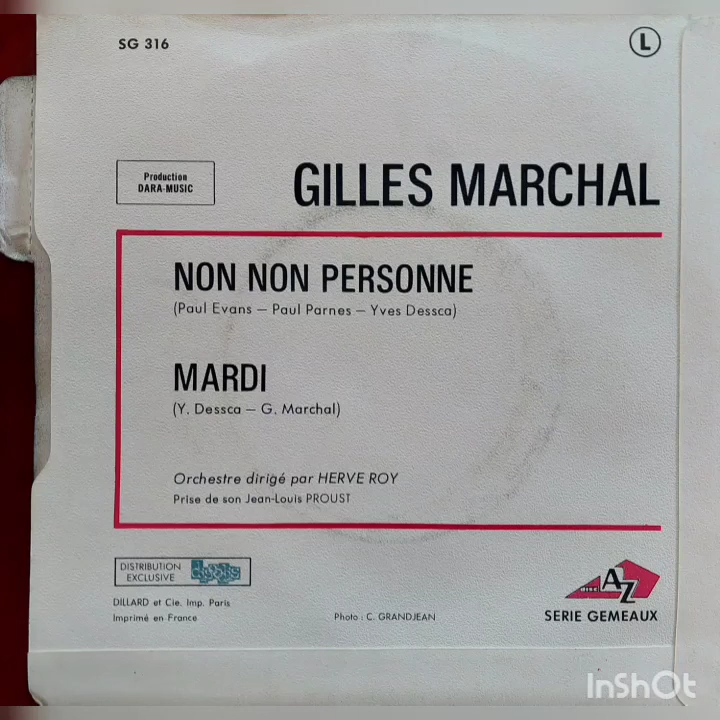 SG 316
L
Production
DARA-MUSIC
GILLES MARCHAL
NON NON PERSONNE
(Paul Evans – Paul Parnes – Yves Dessca)
MARDI
(Y. Dessca – G. Marchal)
Orchestre dirigé par HERVE ROY
Prise de son Jean-Louis PROUST
DISTRIBUTION
EXCLUSIVE
discodis
DILLARD et Cie. Imp. Paris
Imprimé en France
Photo : C. GRANDJEAN
DISC AZ
SERIE GEMEAUX
InShOt